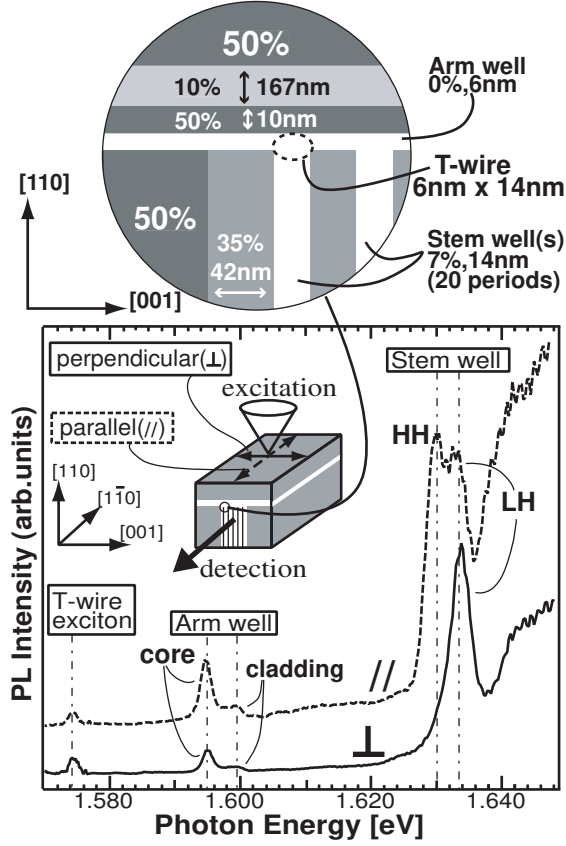 50%
10% 167nm
50% 10nm
Arm well
0%,6nm
T-wire
6nm x 14nm
[110]
50%
35%
42nm
Stem well(s)
7%,14nm
(20 periods)
[001]
perpendicular(⊥)
Stem well
excitation
parallel(//)
HH
[110]
[11̄0]
LH
[001]
detection
T-wire
exciton
Arm well
core
cladding
//
⊥
PL Intensity (arb.units)
1.580 1.600 1.620 1.640
Photon Energy [eV]